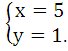 x = 5
y = 1.